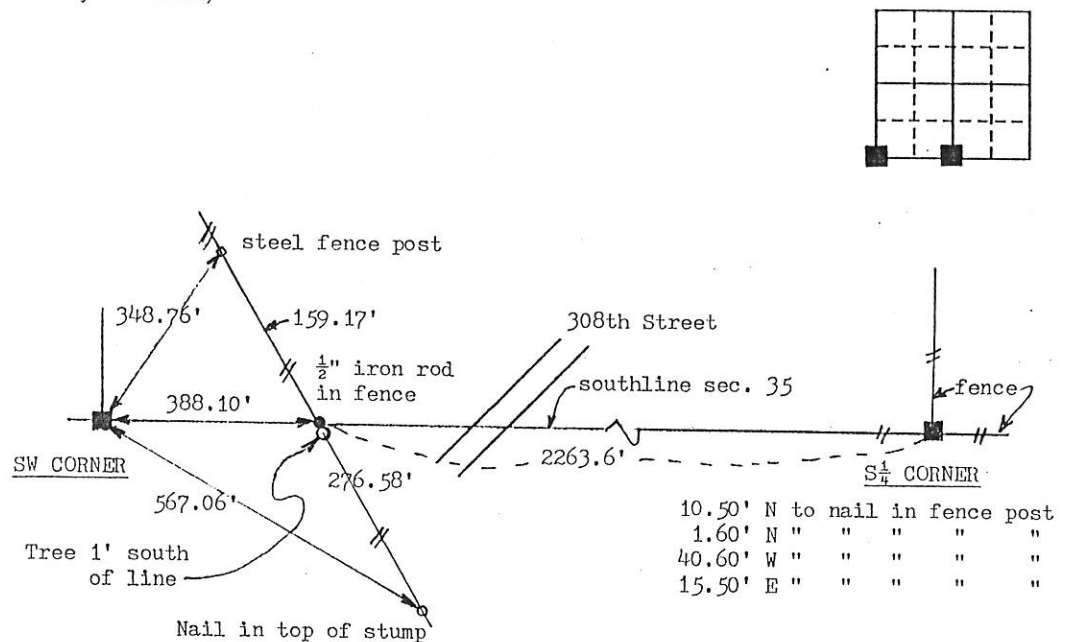 steel fence post
348.76'
159.17'
308th Street
½" iron rod
in fence
southline sec. 35
fence
388.10'
SW CORNER
276.58'
2263.6'
S¼ CORNER
567.06'
10.50' N to nail in fence post
1.60' N " " " " "
40.60' W " " " " "
15.50' E " " " " "
Tree 1' south
of line
Nail in top of stump